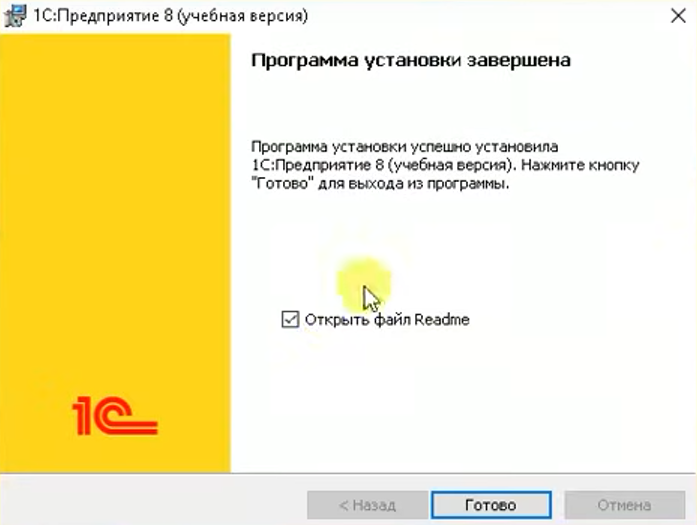 1С:Предприятие 8 (учебная версия)
Программа установки завершена
Программа установки успешно установила
1С:Предприятие 8 (учебная версия). Нажмите кнопку
"Готово" для выхода из программы.
Открыть файл Readme
1С
< Назад
Готово
Отмена